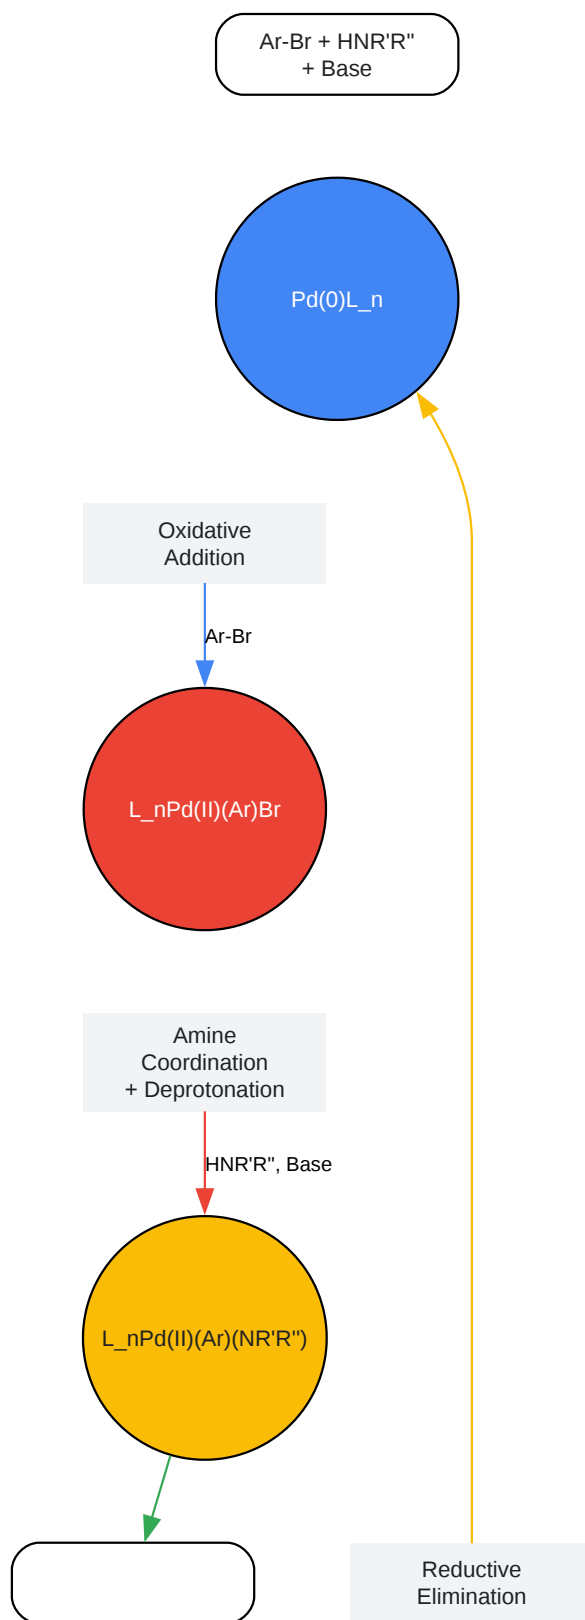 Ar-Br + HNR'R"
+ Base
Pd(0)L_n
Oxidative
Addition
Ar-Br
L_nPd(II)(Ar)Br
Amine
Coordination
+ Deprotonation
HNR'R", Base
L_nPd(II)(Ar)(NR'R")
Reductive
Elimination